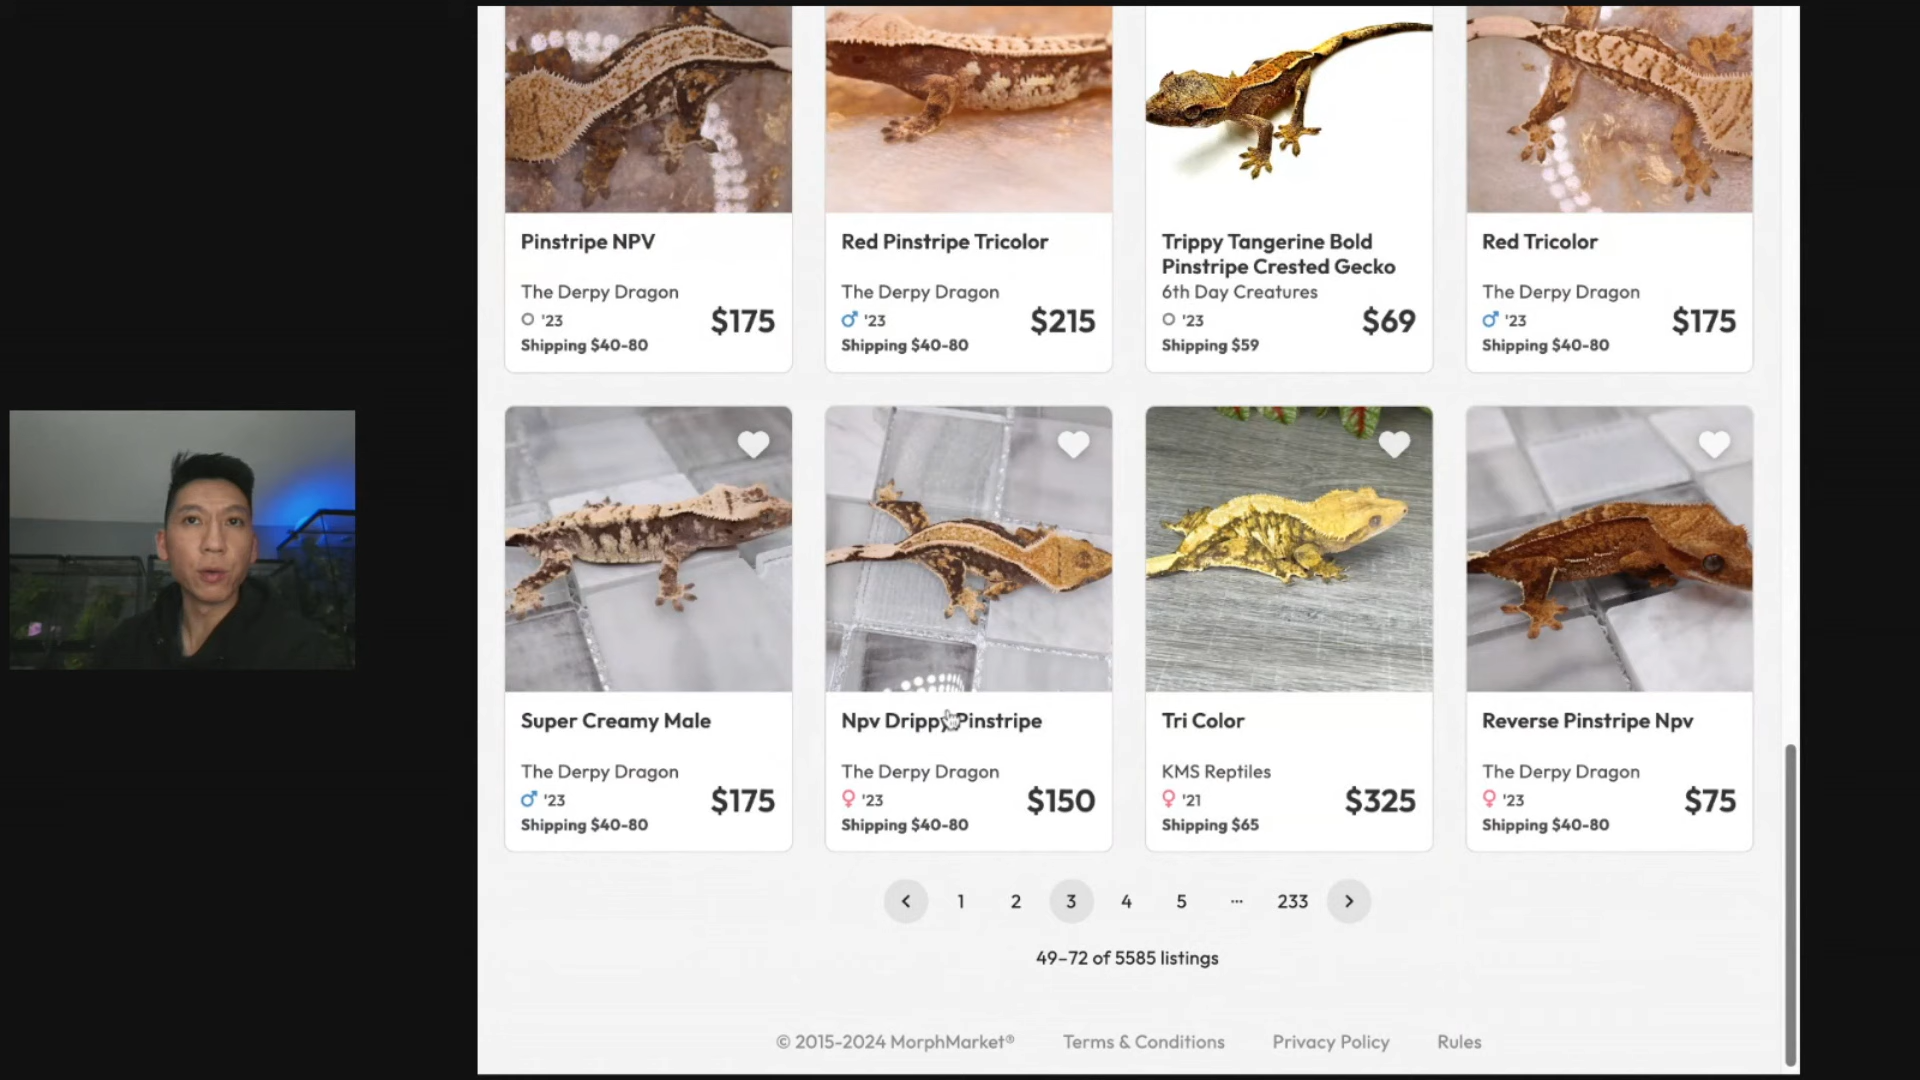 Pinstripe NPV
The Derpy Dragon
'23
$175
Shipping $40-80
Red Pinstripe Tricolor
The Derpy Dragon
'23
$215
Shipping $40-80
Trippy Tangerine Bold
Pinstripe Crested Gecko
6th Day Creatures
'23
$69
Shipping $59
Red Tricolor
The Derpy Dragon
'23
$175
Shipping $40-80
Super Creamy Male
The Derpy Dragon
'23
$175
Shipping $40-80
Npv Drippy Pinstripe
The Derpy Dragon
'23
$150
Shipping $40-80
Tri Color
KMS Reptiles
'21
$325
Shipping $65
Reverse Pinstripe Npv
The Derpy Dragon
'23
$75
Shipping $40-80
1 2 3 4 5 ... 233
49–72 of 5585 listings
© 2015-2024 MorphMarket® Terms & Conditions Privacy Policy Rules